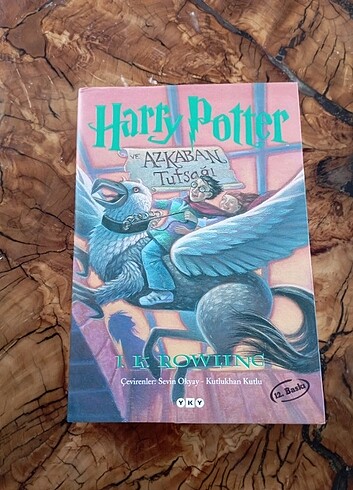 Harry Potter
VE AZKABAN
Tutsağı
J. K. ROWLING
Çevirenler: Sevin Okyay - Kutlukhan Kutlu
YKY
12. Baskı